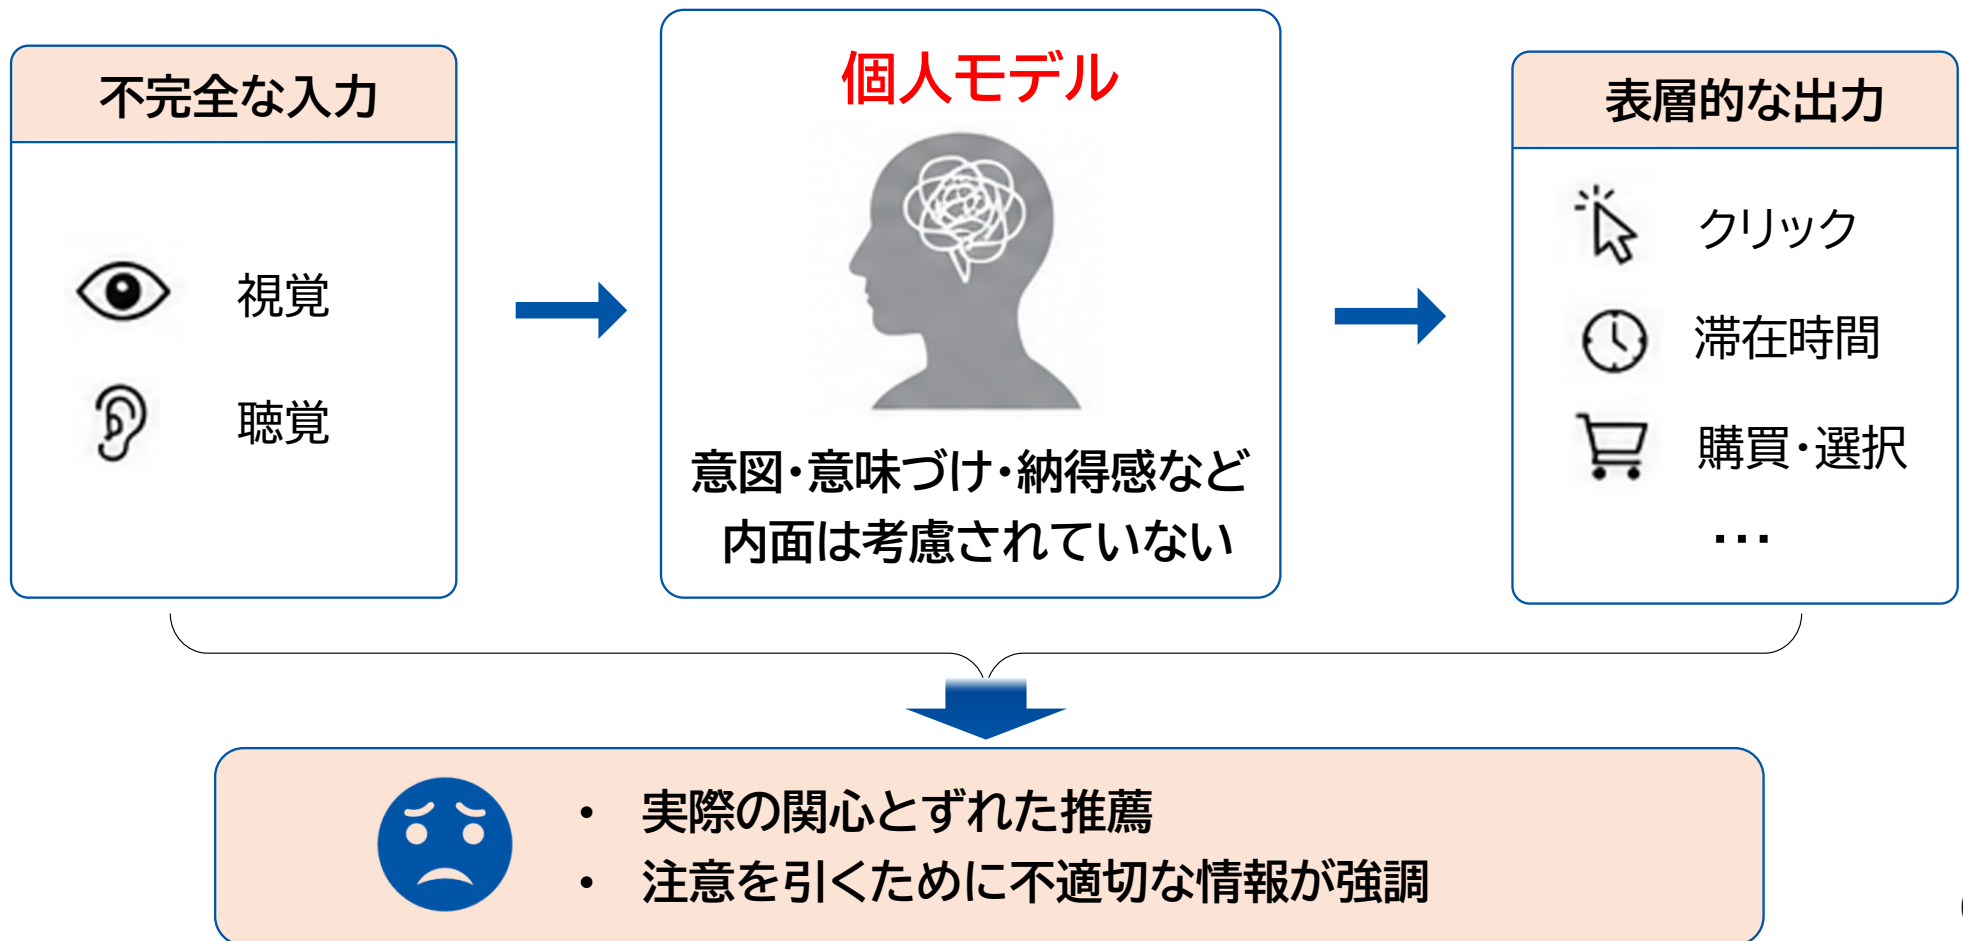 不完全な入力
視覚
聴覚
個人モデル
意図・意味づけ・納得感など
内面は考慮されていない
表層的な出力
クリック
滞在時間
購買・選択
…
• 実際の関心とずれた推薦
• 注意を引くために不適切な情報が強調